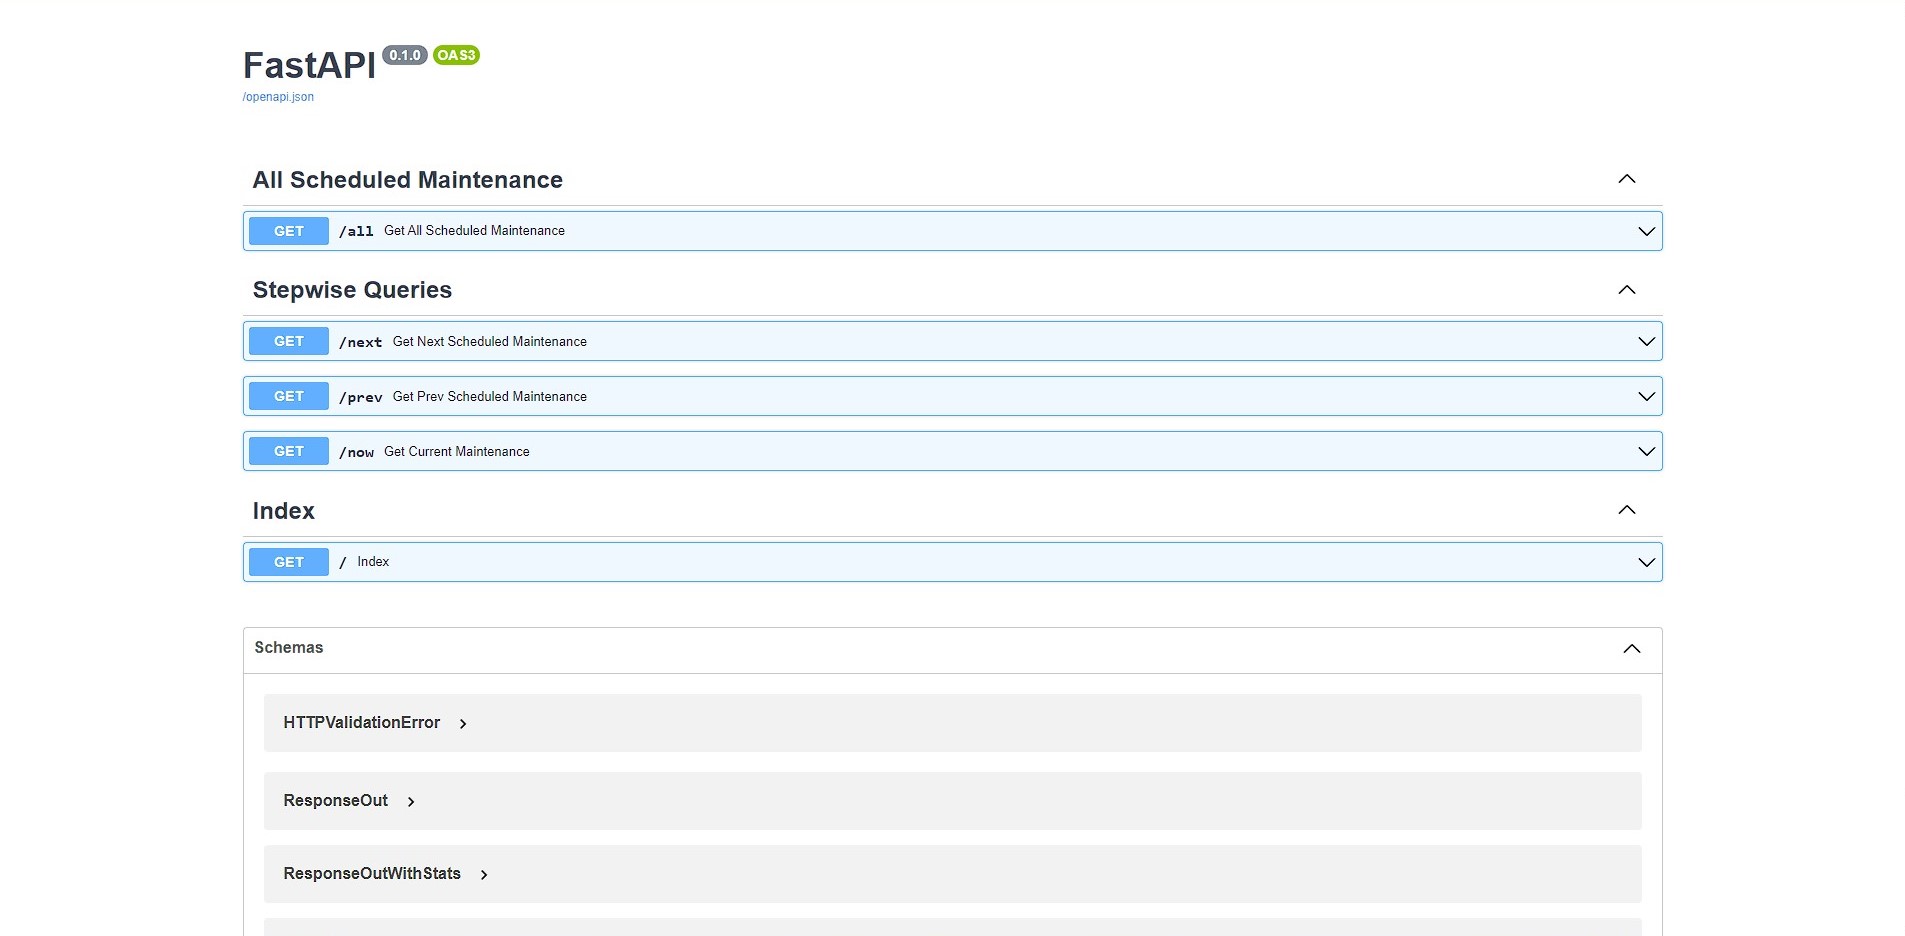 FastAPI 0.1.0 OAS3
/openapi.json
All Scheduled Maintenance
GET /all Get All Scheduled Maintenance
Stepwise Queries
GET /next Get Next Scheduled Maintenance
GET /prev Get Prev Scheduled Maintenance
GET /now Get Current Maintenance
Index
GET / Index
Schemas
HTTPValidationError
ResponseOut
ResponseOutWithStats